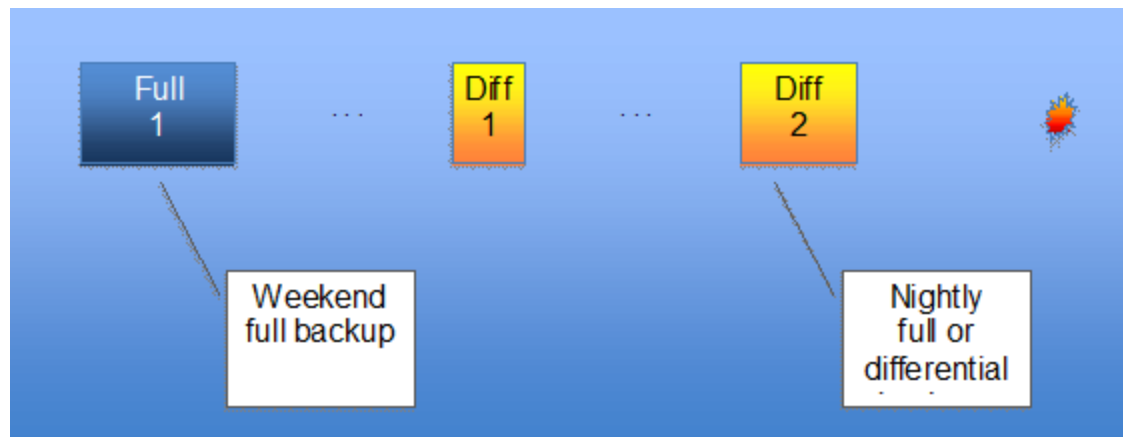 Full
1
...
Diff
1
...
Diff
2
Weekend
full backup
Nightly
full or
differential